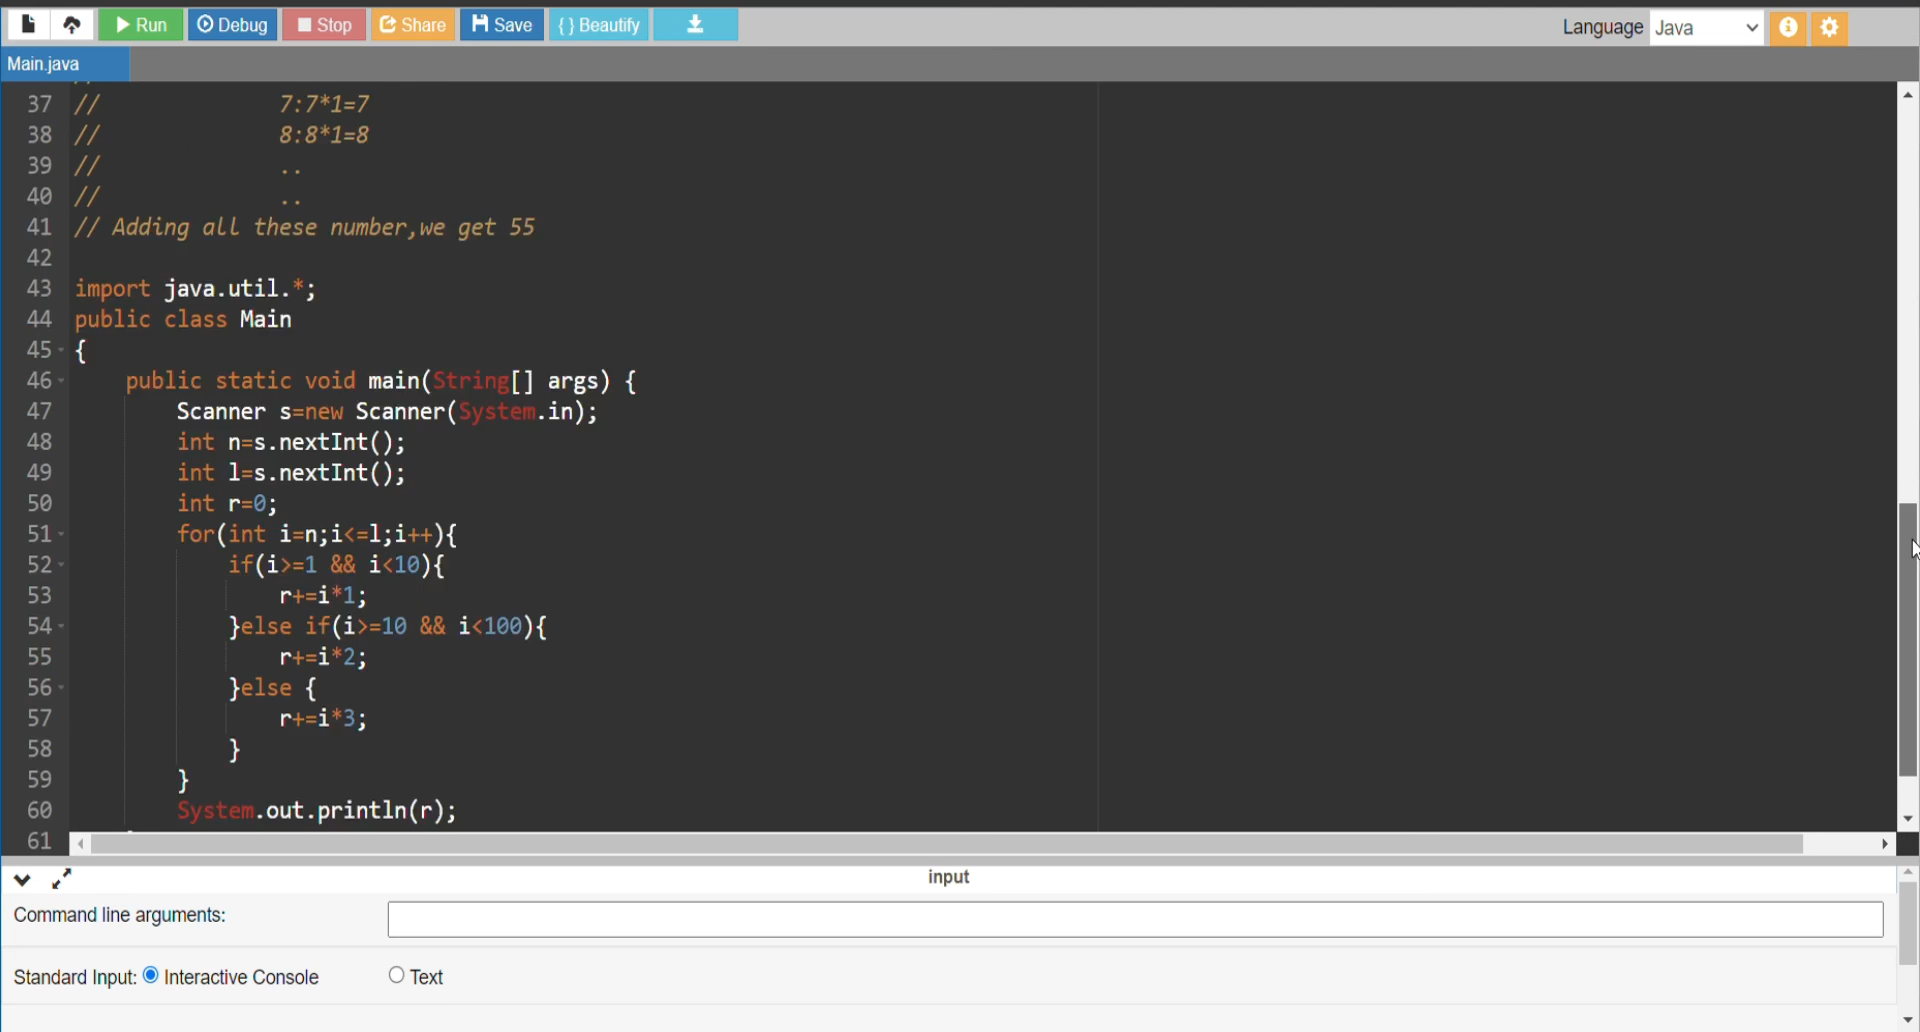 Run Debug Stop Share Save { } Beautify Language Java
Main.java
37 // 7:7*1=7
38 // 8:8*1=8
39 // ..
40 // ..
41 // Adding all these number,we get 55
42
43 import java.util.*;
44 public class Main
45 {
46 public static void main(String[] args) {
47 Scanner s=new Scanner(System.in);
48 int n=s.nextInt();
49 int l=s.nextInt();
50 int r=0;
51 for(int i=n;i<=l;i++){
52 if(i>=1 && i<10){
53 r+=i*1;
54 }else if(i>=10 && i<100){
55 r+=i*2;
56 }else {
57 r+=i*3;
58 }
59 }
60 System.out.println(r);
61
input
Command line arguments:
Standard Input: Interactive Console Text